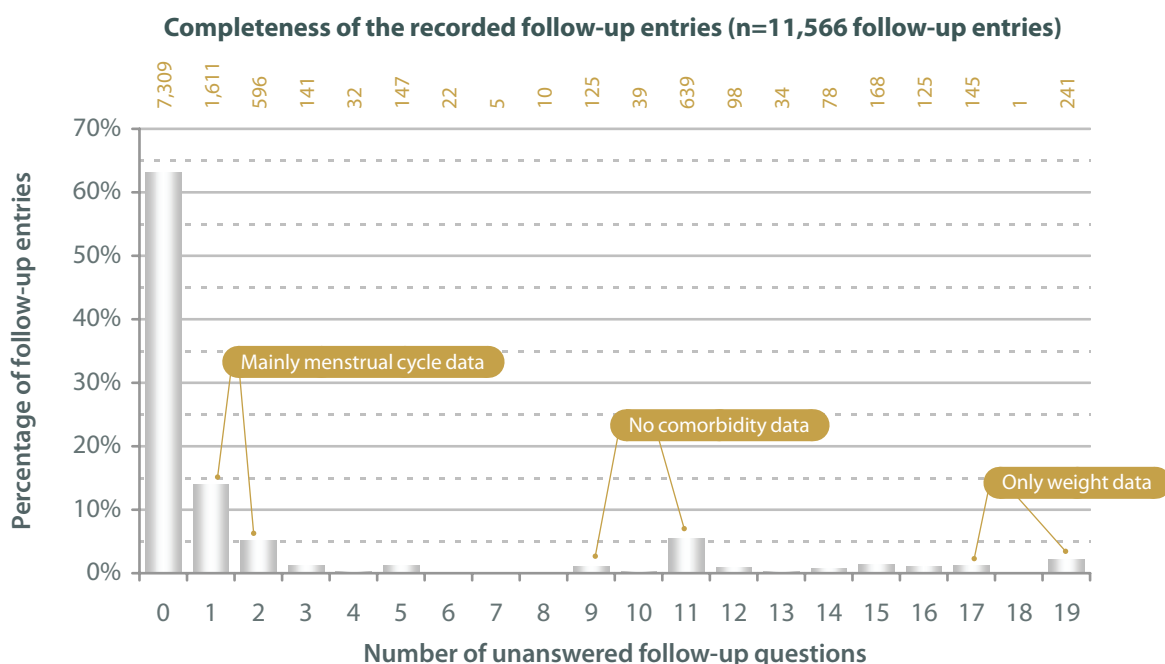 Completeness of the recorded follow-up entries (n=11,566 follow-up entries)
7,309 1,611 596 141 32 147 22 5 10 125 39 639 98 34 78 168 125 145 1 241
70%
60%
50%
40%
30%
20%
10%
0%
Percentage of follow-up entries
Mainly menstrual cycle data
No comorbidity data
Only weight data
0 1 2 3 4 5 6 7 8 9 10 11 12 13 14 15 16 17 18 19
Number of unanswered follow-up questions